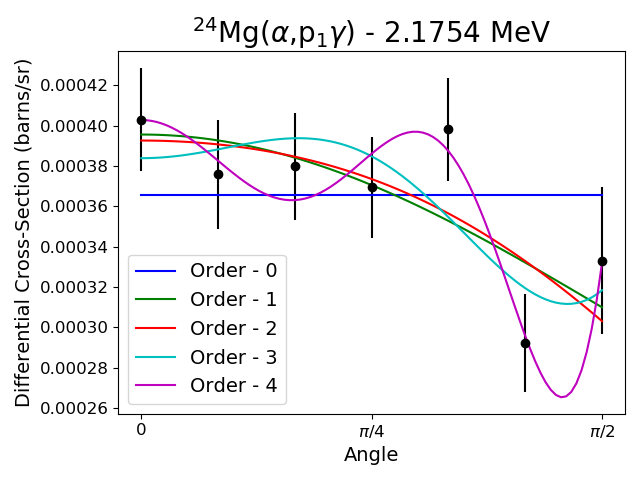 ²⁴Mg(α,p₁γ) - 2.1754 MeV
Differential Cross-Section (barns/sr)
0.00042
0.00040
0.00038
0.00036
0.00034
0.00032
0.00030
0.00028
0.00026
Order - 0
Order - 1
Order - 2
Order - 3
Order - 4
0 π/4 π/2
Angle